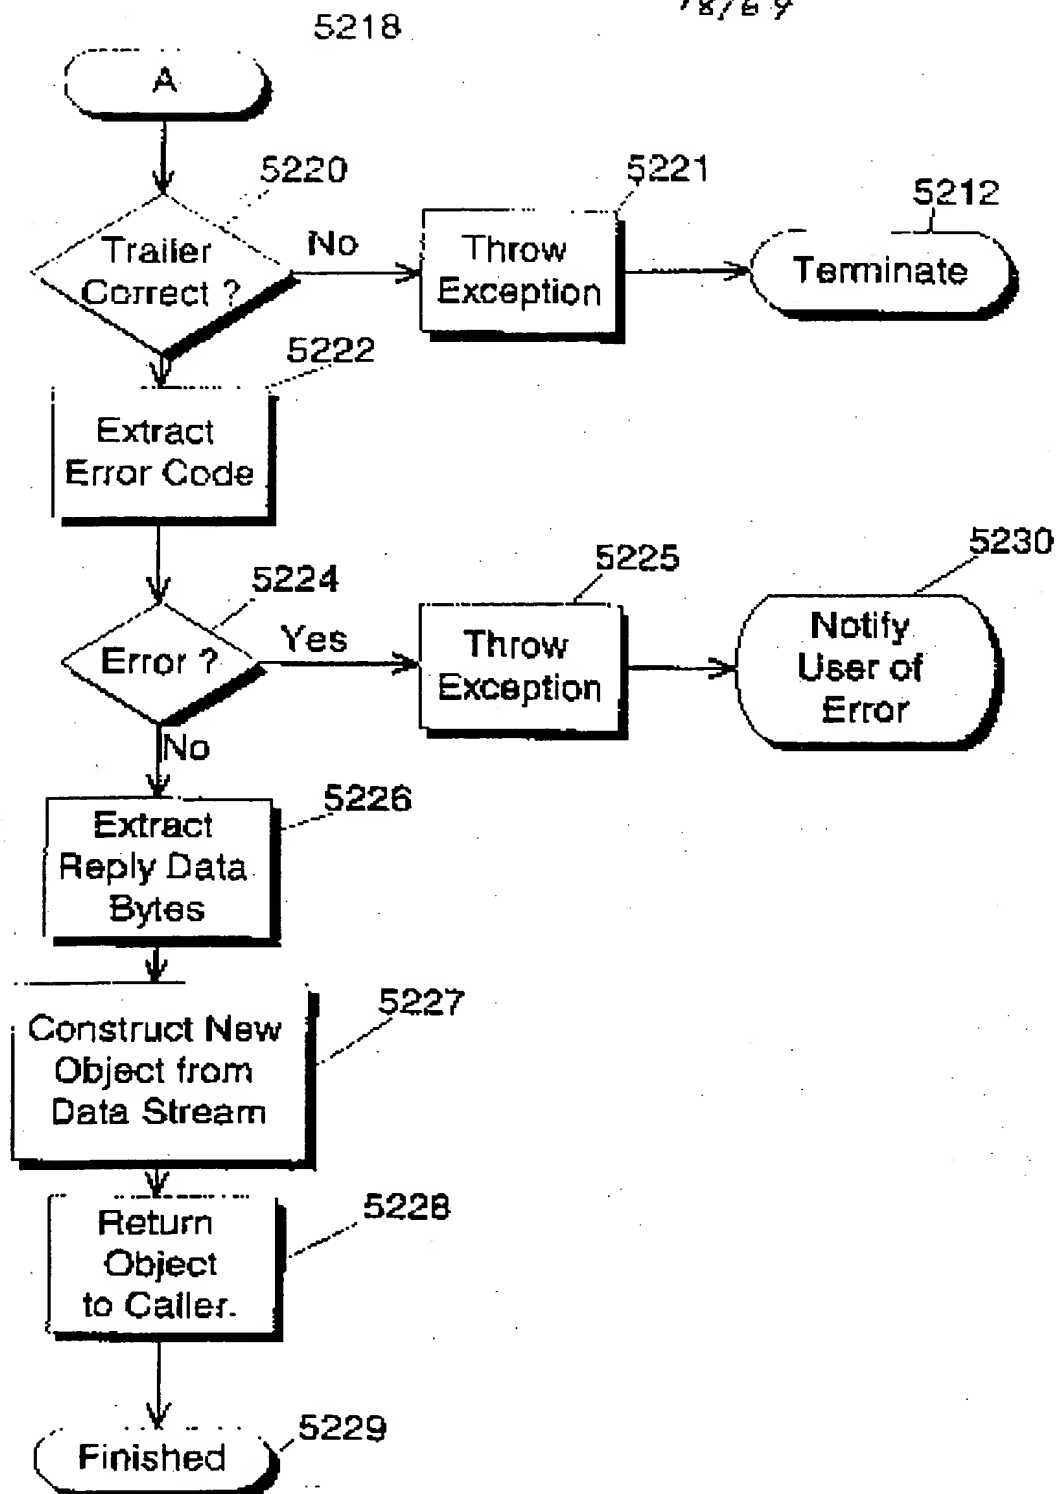 5218
A
5220
Trailer
Correct ?
No
5221
Throw
Exception
5212
Terminate
5222
Extract
Error Code
5224
Error ?
Yes
5225
Throw
Exception
5230
Notify
User of
Error
No
5226
Extract
Reply Data
Bytes
5227
Construct New
Object from
Data Stream
5228
Return
Object
to Caller.
5229
Finished